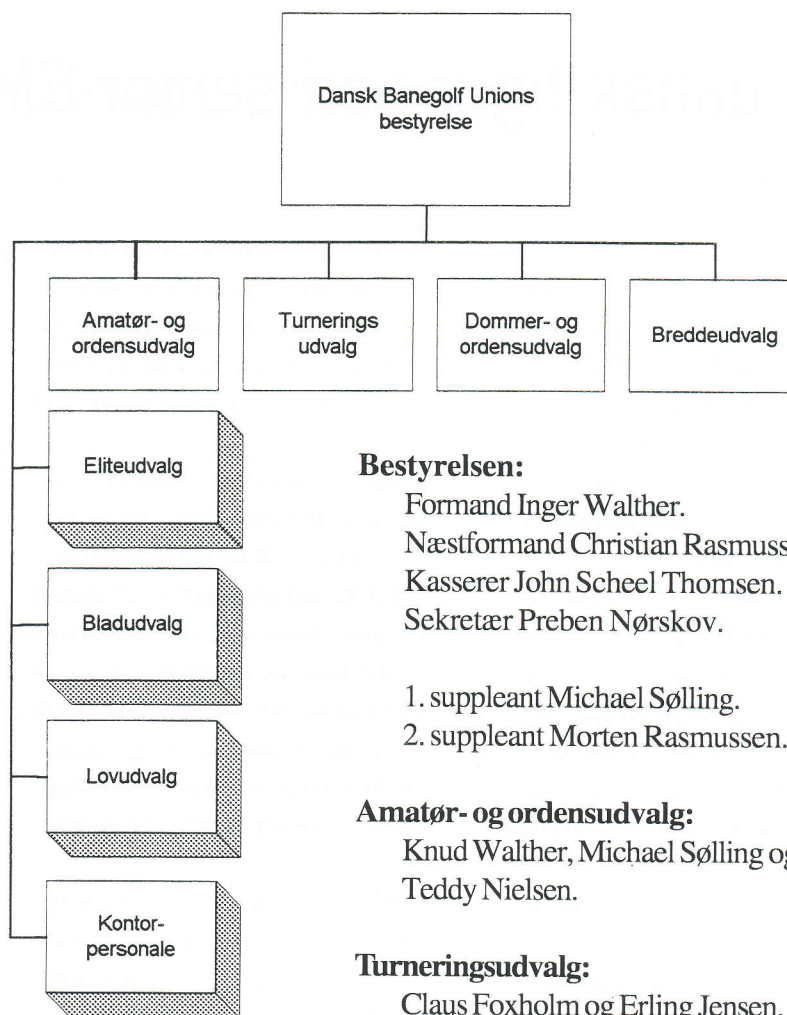 Dansk Banegolf Unions
bestyrelse
Amatør- og
ordensudvalg
Turnerings
udvalg
Dommer- og
ordensudvalg
Breddeudvalg
Eliteudvalg
Bladudvalg
Lovudvalg
Kontor-
personale
Bestyrelsen:
Formand Inger Walther.
Næstformand Christian Rasmuss
Kasserer John Scheel Thomsen.
Sekretær Preben Nørskov.
1. suppleant Michael Sølling.
2. suppleant Morten Rasmussen.
Amatør- og ordensudvalg:
Knud Walther, Michael Sølling og
Teddy Nielsen.
Turneringsudvalg:
Claus Foxholm og Erling Jensen.